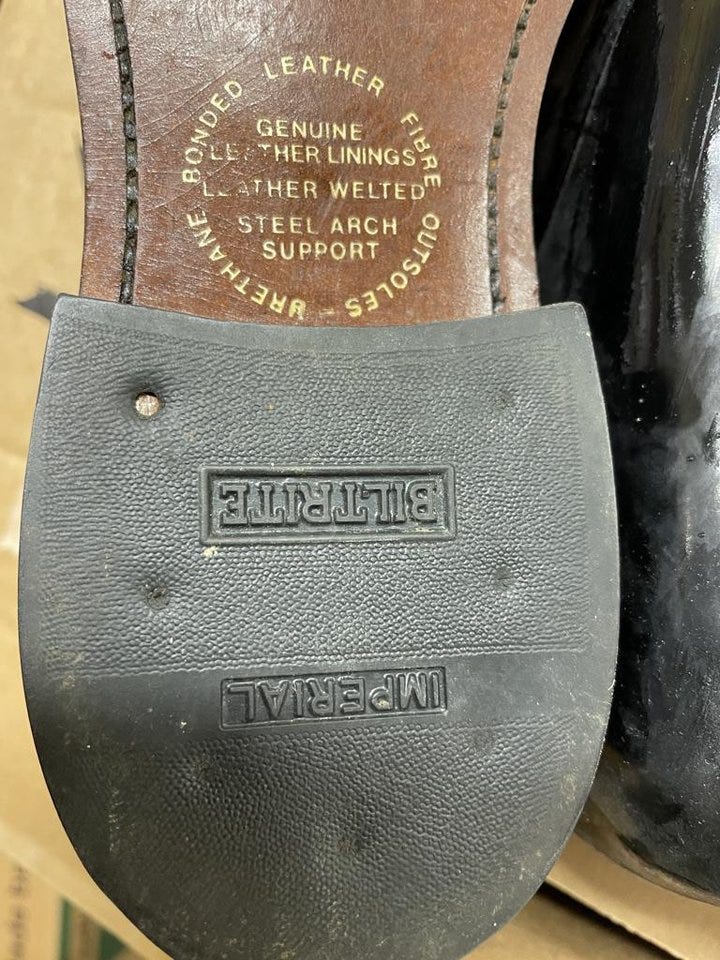 URETHANE BONDED LEATHER FIBRE OUTSOLES -
GENUINE
LEATHER LININGS
LEATHER WELTED
STEEL ARCH
SUPPORT
BILTRITE
IMPERIAL